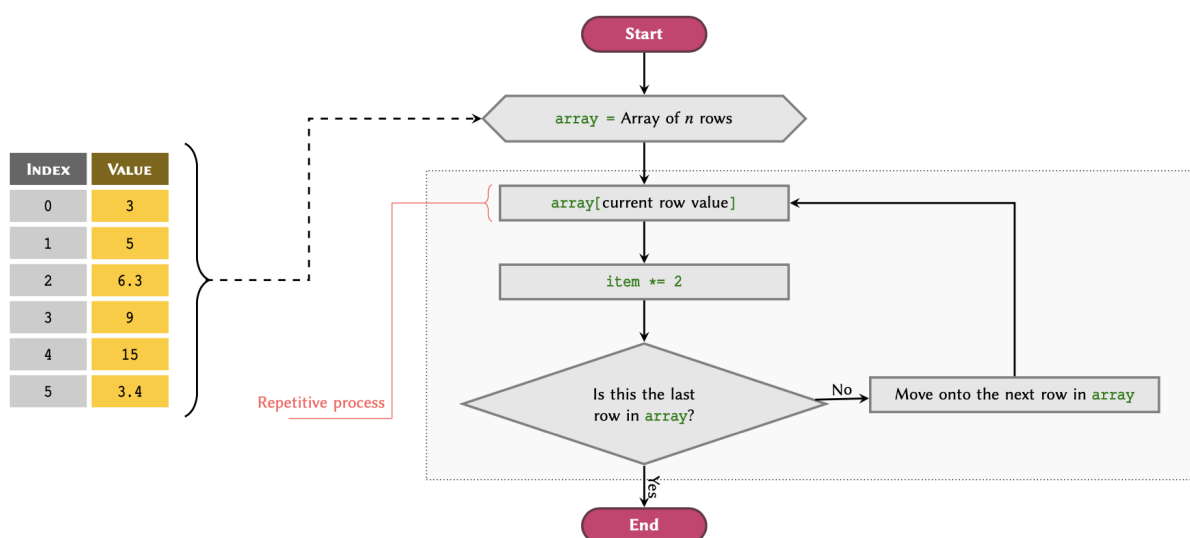 Start
array = Array of n rows
INDEX VALUE
0 3
1 5
2 6.3
3 9
4 15
5 3.4
array[current row value]
item *= 2
Repetitive process
Is this the last
row in array?
No
Move onto the next row in array
Yes
End